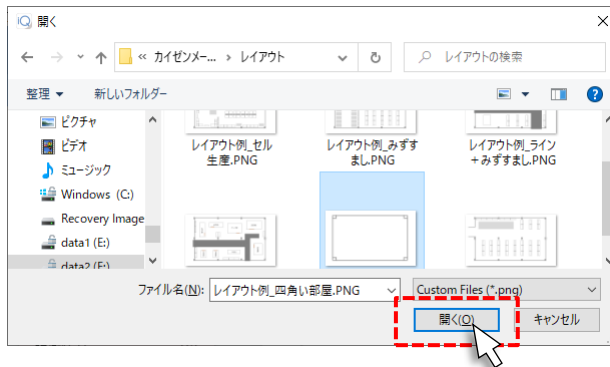 開く
« カイゼンメー... › レイアウト
レイアウトの検索
整理
新しいフォルダー
ピクチャ
ビデオ
ミュージック
Windows (C:)
Recovery Image
data1 (E:)
data2 (F:)
レイアウト例_セル
生産.PNG
レイアウト例_みずす
まし.PNG
レイアウト例_ライン
+みずすまし.PNG
ファイル名(N):
レイアウト例_四角い部屋.PNG
Custom Files (*.png)
開く(O)
キャンセル